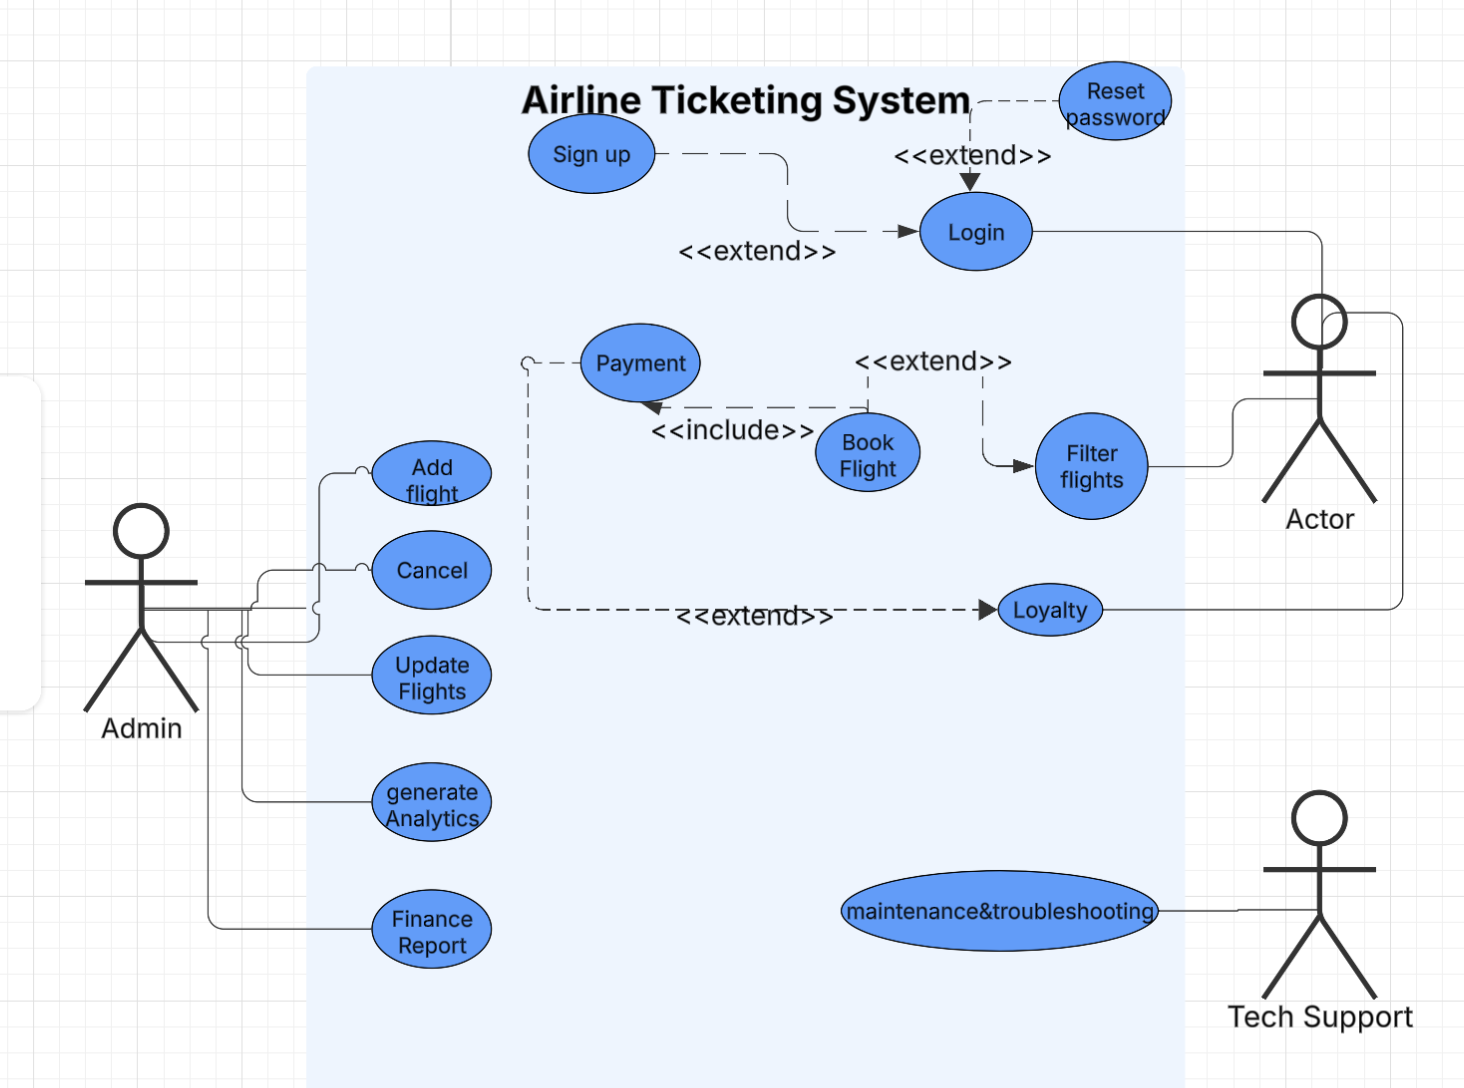 Airline Ticketing System
Reset
password
Sign up
<<extend>>
Login
<<extend>>
Payment
<<extend>>
<<include>>
Book
Flight
Filter
flights
Actor
Add
flight
Cancel
Loyalty
<<extend>>
Update
Flights
Admin
generate
Analytics
maintenance&troubleshooting
Finance
Report
Tech Support